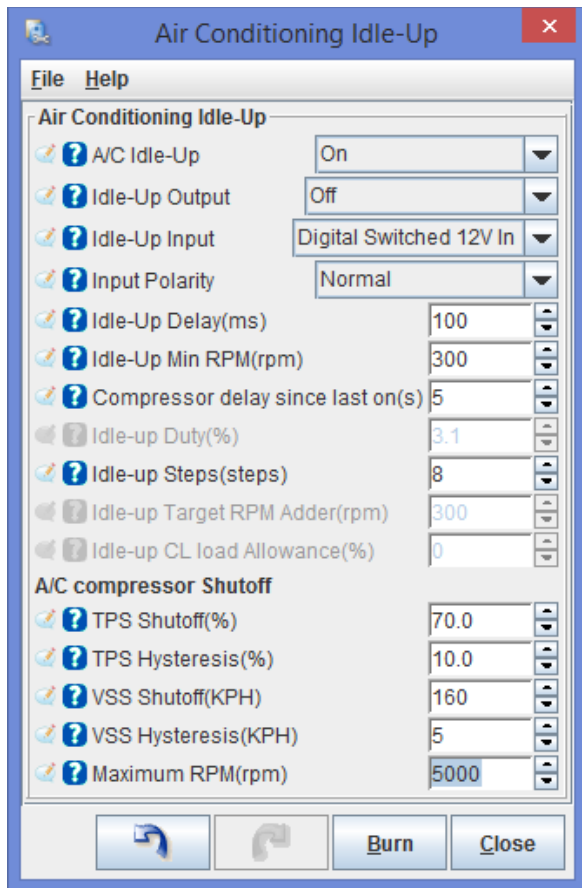 Air Conditioning Idle-Up
File Help
Air Conditioning Idle-Up
A/C Idle-Up On
Idle-Up Output Off
Idle-Up Input Digital Switched 12V In
Input Polarity Normal
Idle-Up Delay(ms) 100
Idle-Up Min RPM(rpm) 300
Compressor delay since last on(s) 5
Idle-up Duty(%) 3.1
Idle-up Steps(steps) 8
Idle-up Target RPM Adder(rpm) 300
Idle-up CL load Allowance(%) 0
A/C compressor Shutoff
TPS Shutoff(%) 70.0
TPS Hysteresis(%) 10.0
VSS Shutoff(KPH) 160
VSS Hysteresis(KPH) 5
Maximum RPM(rpm) 5000
Burn Close